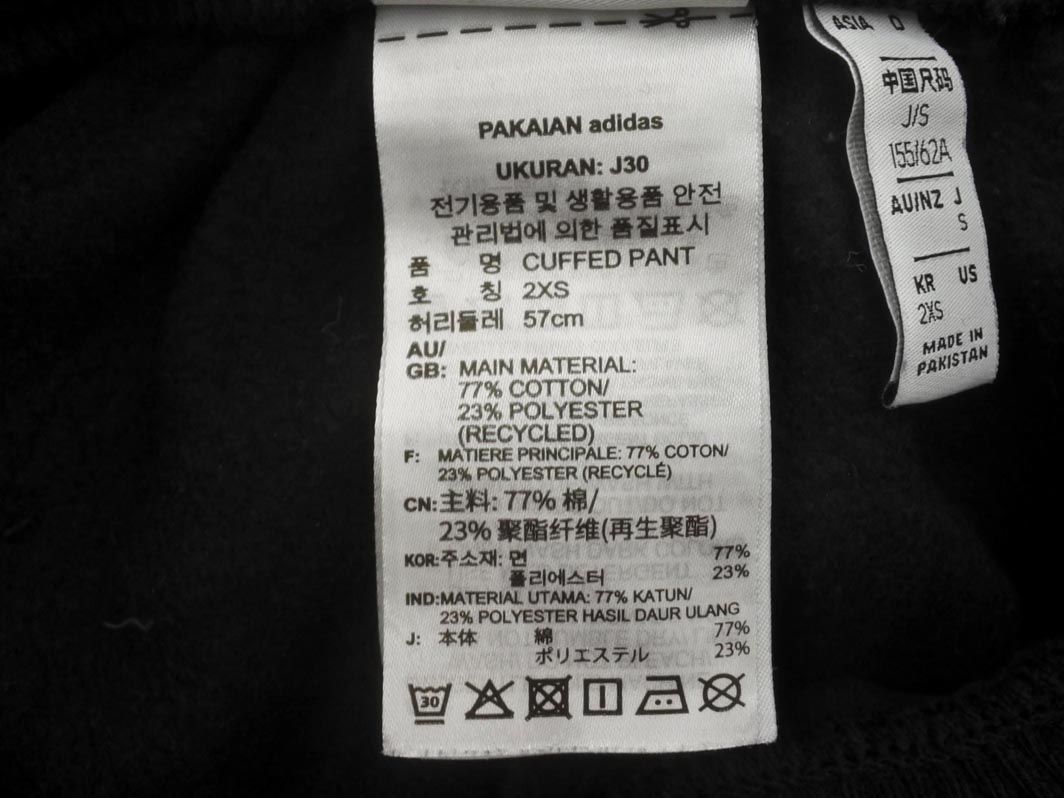 PAKAIAN adidas
UKURAN: J30
전기용품 및 생활용품 안전
관리법에 의한 품질표시
품 명 CUFFED PANT
호 칭 2XS
허리둘레 57cm
AU/
GB: MAIN MATERIAL:
77% COTTON/
23% POLYESTER
(RECYCLED)
F: MATIERE PRINCIPALE: 77% COTON/
23% POLYESTER (RECYCLÉ)
CN:主料: 77% 棉/
23% 聚酯纤维(再生聚酯)
KOR:주소재: 면 77%
폴리에스터 23%
IND:MATERIAL UTAMA: 77% KATUN/
23% POLYESTER HASIL DAUR ULANG
J: 本体 綿 77%
ポリエステル 23%
30
ASIA
中国尺码
J/S
155/62A
AUINZ J
S
KR US
2XS
MADE IN
PAKISTAN